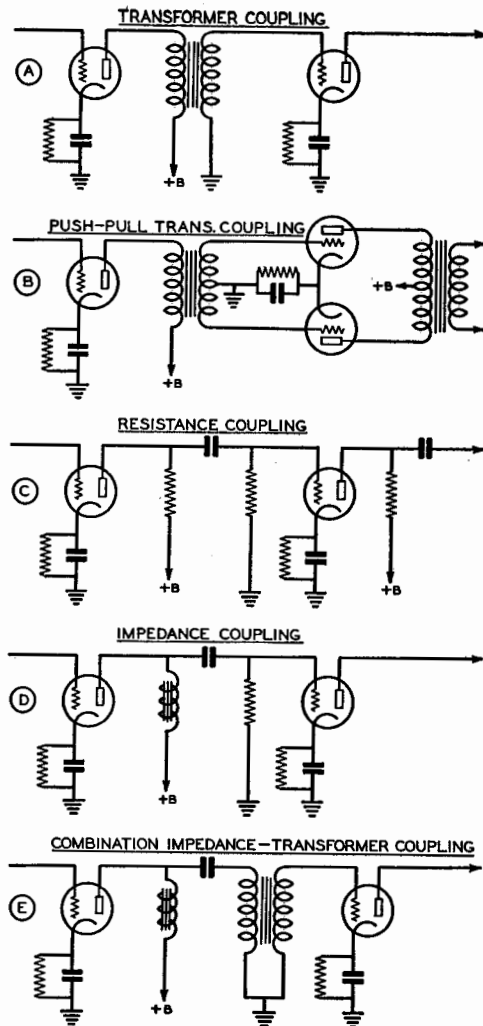 TRANSFORMER COUPLING
A
+B
PUSH-PULL TRANS. COUPLING
B
+B
+B
RESISTANCE COUPLING
C
+B
+B
IMPEDANCE COUPLING
D
+B
COMBINATION IMPEDANCE-TRANSFORMER COUPLING
E
+B